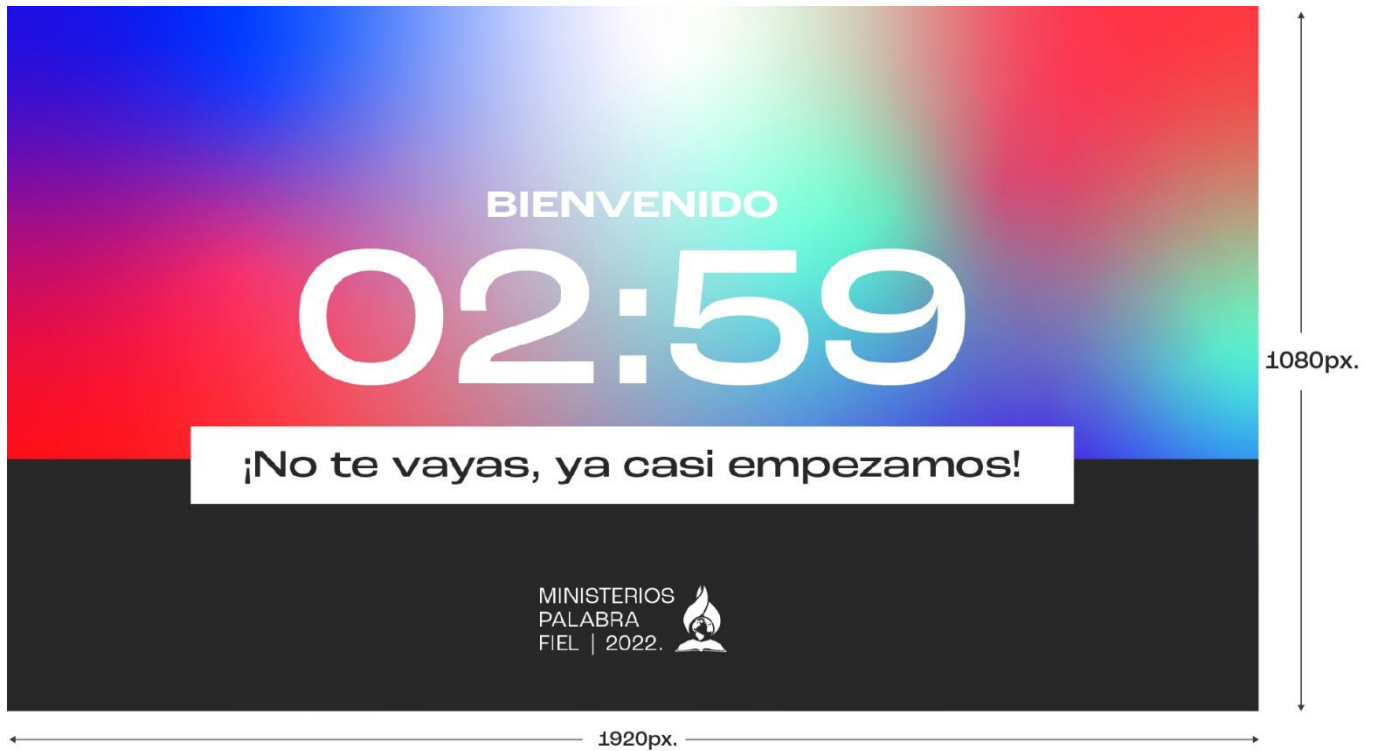 BIENVENIDO
02:59
¡No te vayas, ya casi empezamos!
MINISTERIOS
PALABRA
FIEL | 2022.
1080px.
1920px.